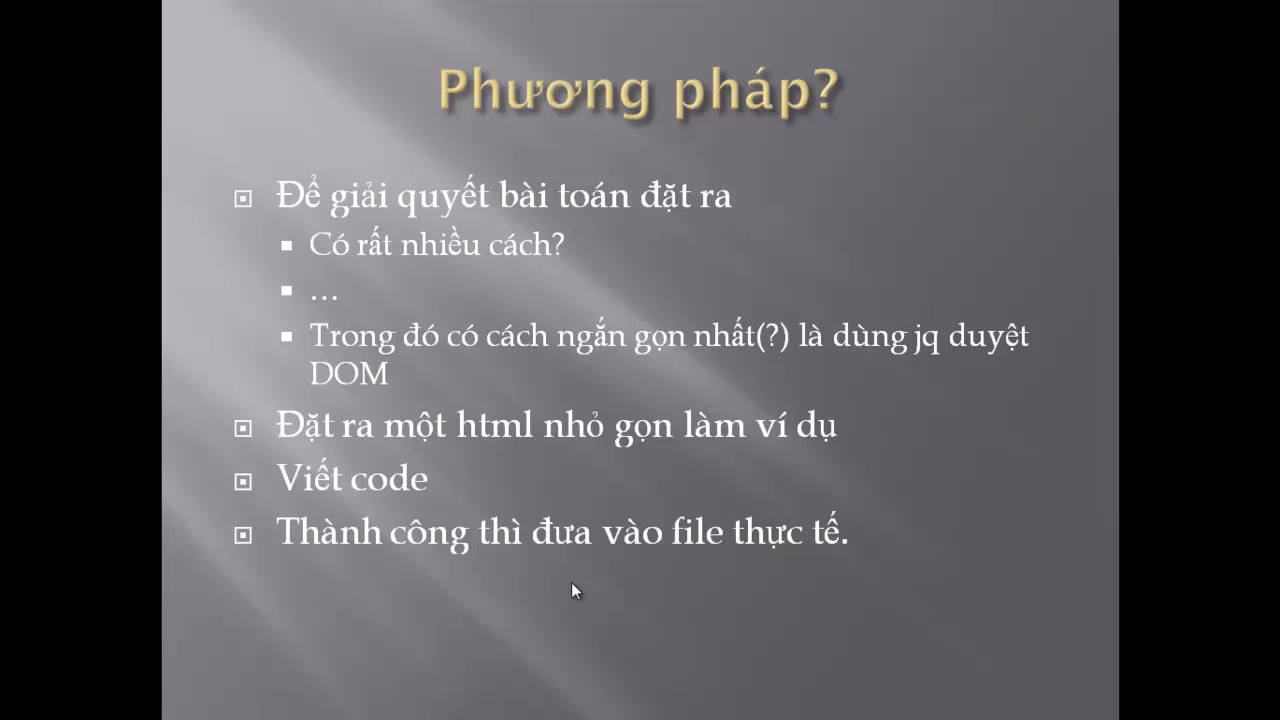 Phương pháp?
Để giải quyết bài toán đặt ra
Có rất nhiều cách?
...
Trong đó có cách ngắn gọn nhất(?) là dùng jq duyệt
DOM
Đặt ra một html nhỏ gọn làm ví dụ
Viết code
Thành công thì đưa vào file thực tế.